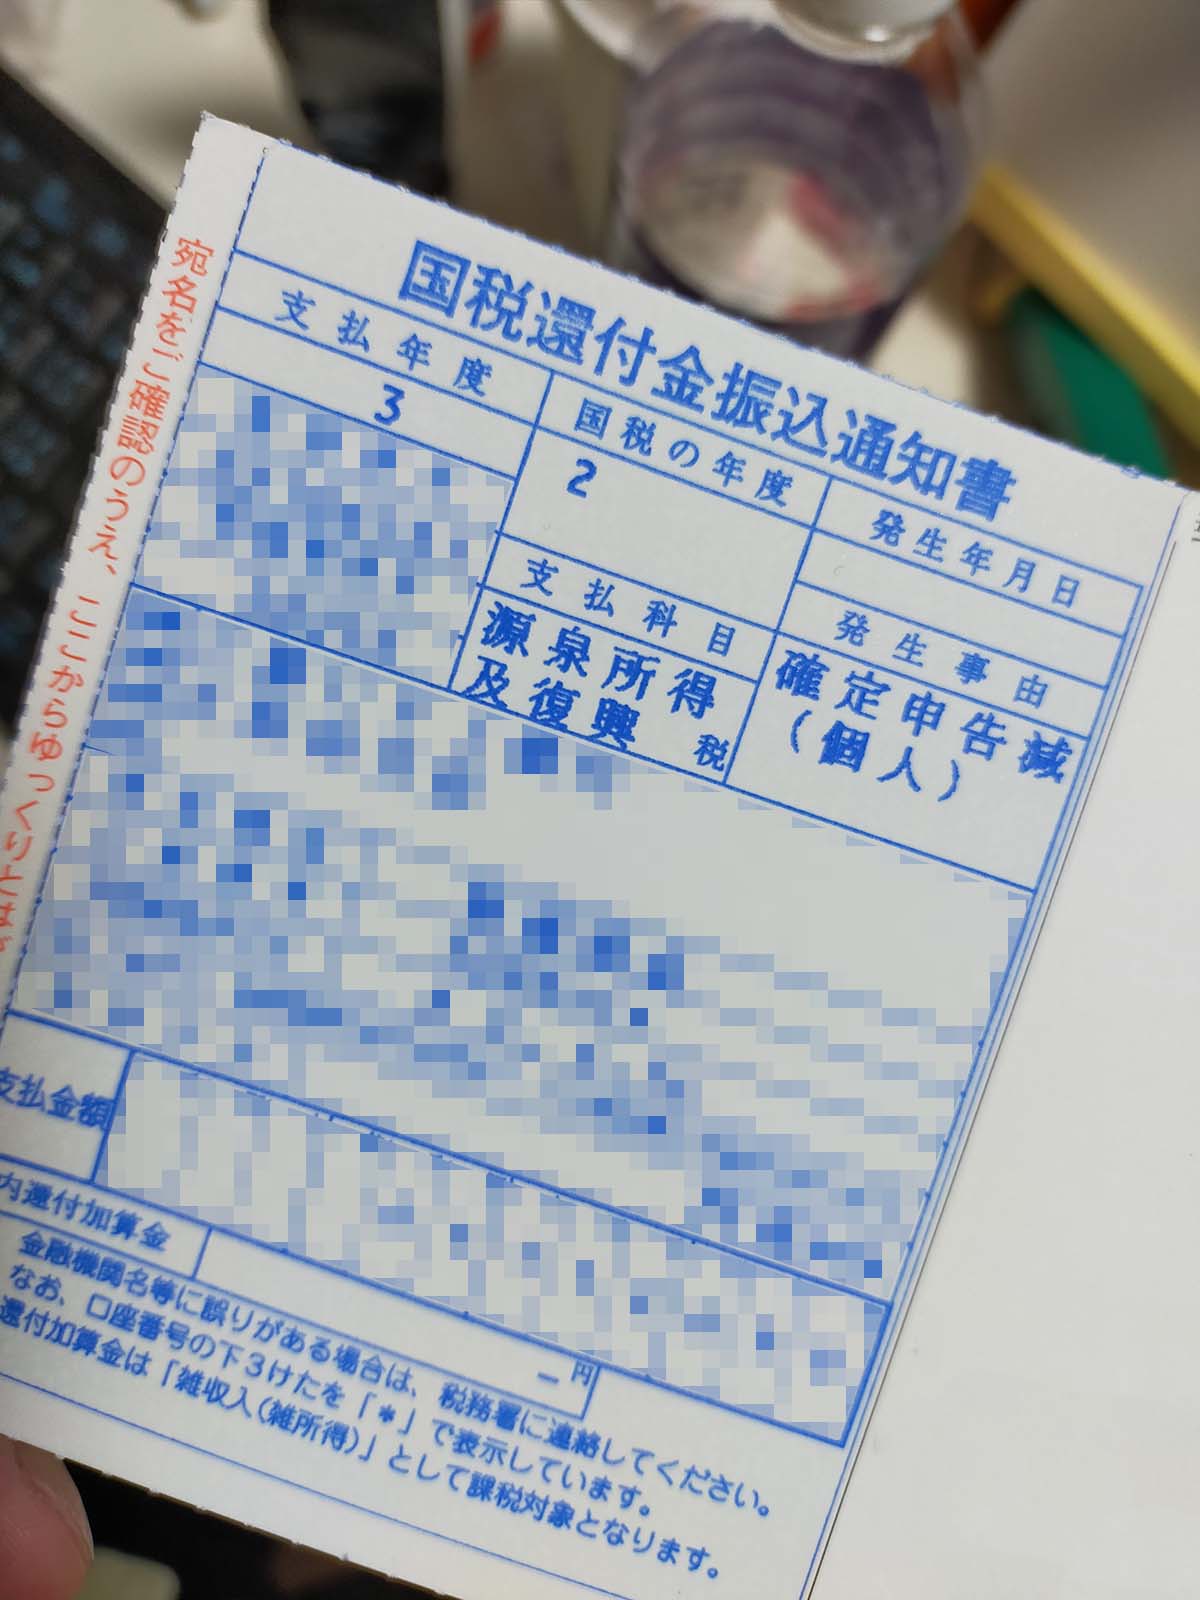 宛名をご確認のうえ、ここからゆっくりとはが
国税還付金振込通知書
支払年度
3
国税の年度
2
発生年月日
支払科目
源泉所得
及復興 税
発生事由
確定申告減
(個人)
支払金額
内還付加算金
- 円
金融機関名等に誤りがある場合は、税務署に連絡してください。
なお、口座番号の下3けたを「*」で表示しています。
還付加算金は「雑収入(雑所得)」として課税対象となります。